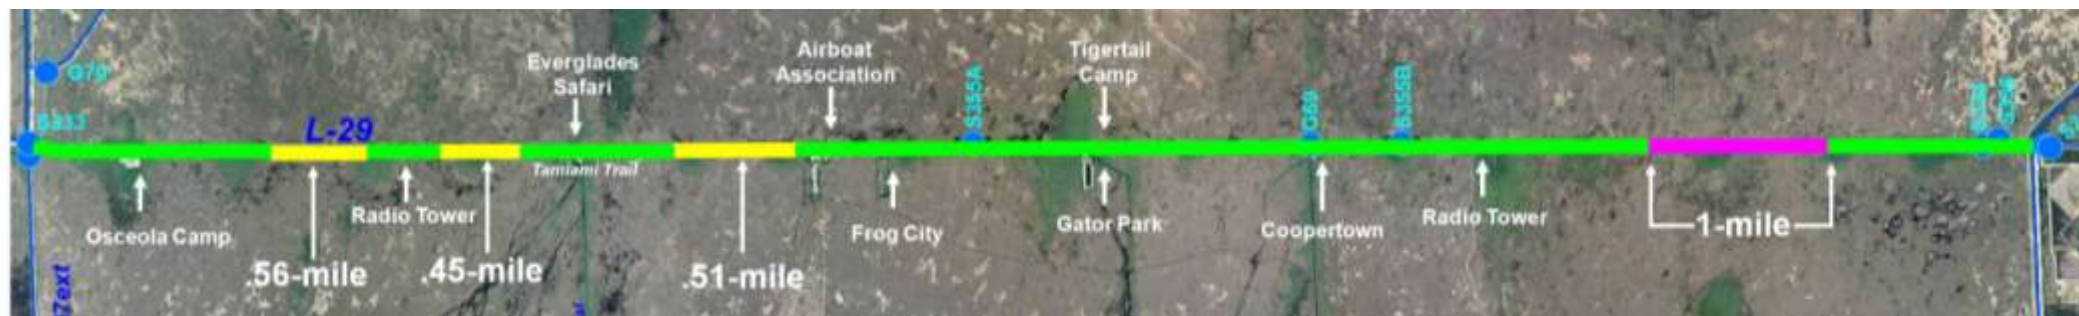 G70
S333
L-29
Everglades
Safari
Airboat
Association
S355A
Tigertail
Camp
G69
S355B
Tamiami Trail
Osceola Camp
Radio Tower
Frog City
Gator Park
Coopertown
Radio Tower
1-mile
.56-mile
.45-mile
.51-mile